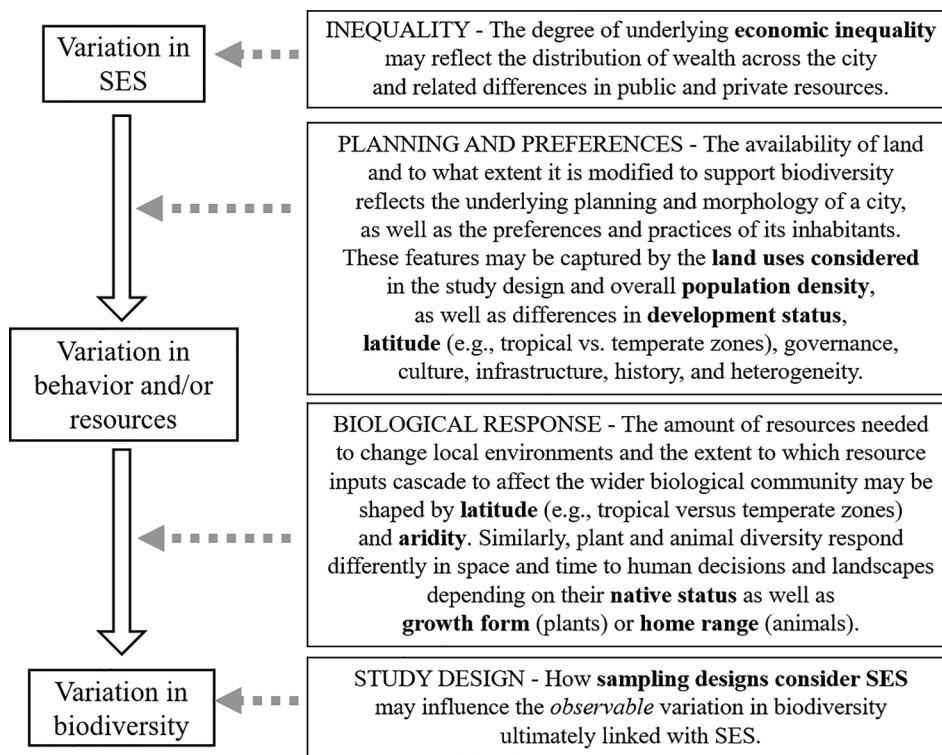 Variation in
SES
INEQUALITY - The degree of underlying economic inequality
may reflect the distribution of wealth across the city
and related differences in public and private resources.
PLANNING AND PREFERENCES - The availability of land
and to what extent it is modified to support biodiversity
reflects the underlying planning and morphology of a city,
as well as the preferences and practices of its inhabitants.
These features may be captured by the land uses considered
in the study design and overall population density,
as well as differences in development status,
latitude (e.g., tropical vs. temperate zones), governance,
culture, infrastructure, history, and heterogeneity.
Variation in
behavior and/or
resources
BIOLOGICAL RESPONSE - The amount of resources needed
to change local environments and the extent to which resource
inputs cascade to affect the wider biological community may be
shaped by latitude (e.g., tropical versus temperate zones)
and aridity. Similarly, plant and animal diversity respond
differently in space and time to human decisions and landscapes
depending on their native status as well as
growth form (plants) or home range (animals).
Variation in
biodiversity
STUDY DESIGN - How sampling designs consider SES
may influence the observable variation in biodiversity
ultimately linked with SES.